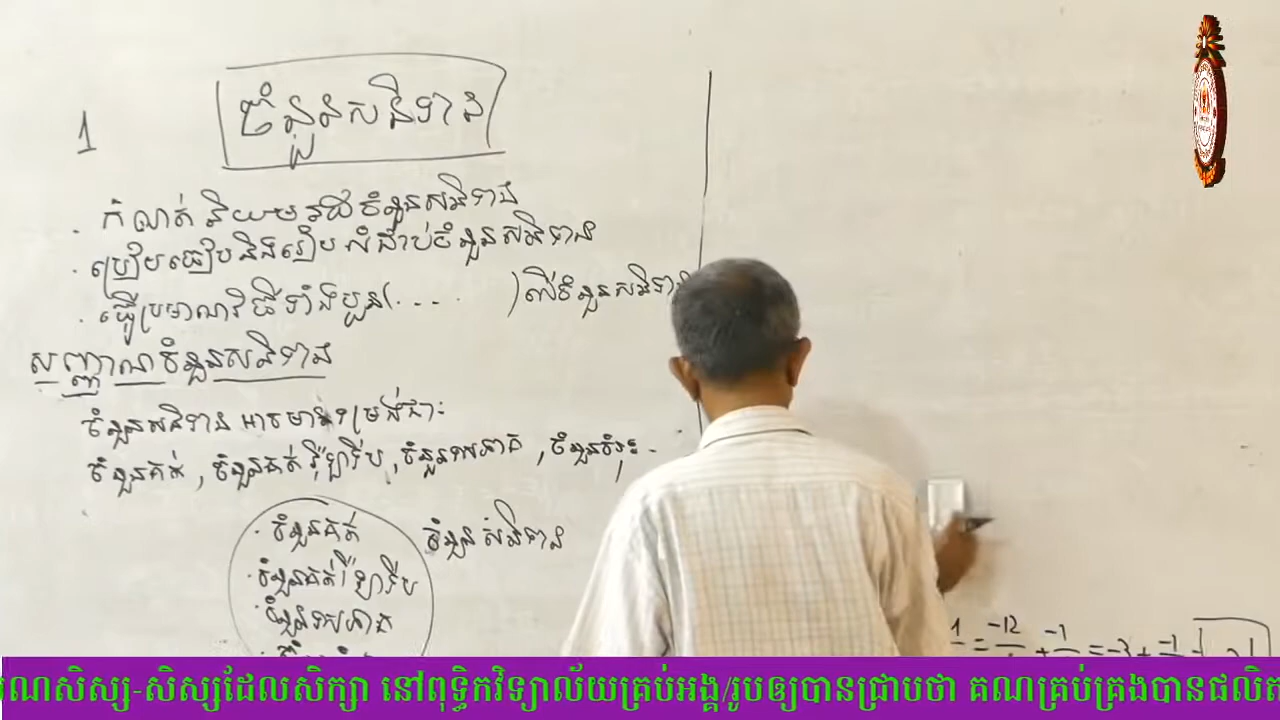 1
ចំនួនសនិទាន
. កំណត់ និយមន័យ ចំនួនសនិទាន
. ប្រៀបធៀបនិងរៀបលំដាប់ចំនួនសនិទាន
. ធ្វើប្រមាណវិធីទាំងបួន(.... )លើចំនួនសនិទាន
សញ្ញាណចំនួនសនិទាន
ចំនួនសនិទាន អាចមានទម្រង់ជា:
ចំនួនគត់ , ចំនួនគត់រ៉ឺឡាទីប , ចំនួនទសភាគ , ចំនួនចំរុះ .
. ចំនួនគត់
ចំនួនសនិទាន
. ចំនួនគត់រ៉ឺឡាទីប
. ចំនួនទសភាគ
ណសិស្ស-សិស្សដែលសិក្សា នៅពុទ្ធិកវិទ្យាល័យគ្រប់អង្គ/រូបឲ្យបានជ្រាបថា គណគ្រប់គ្រងបានផលិត